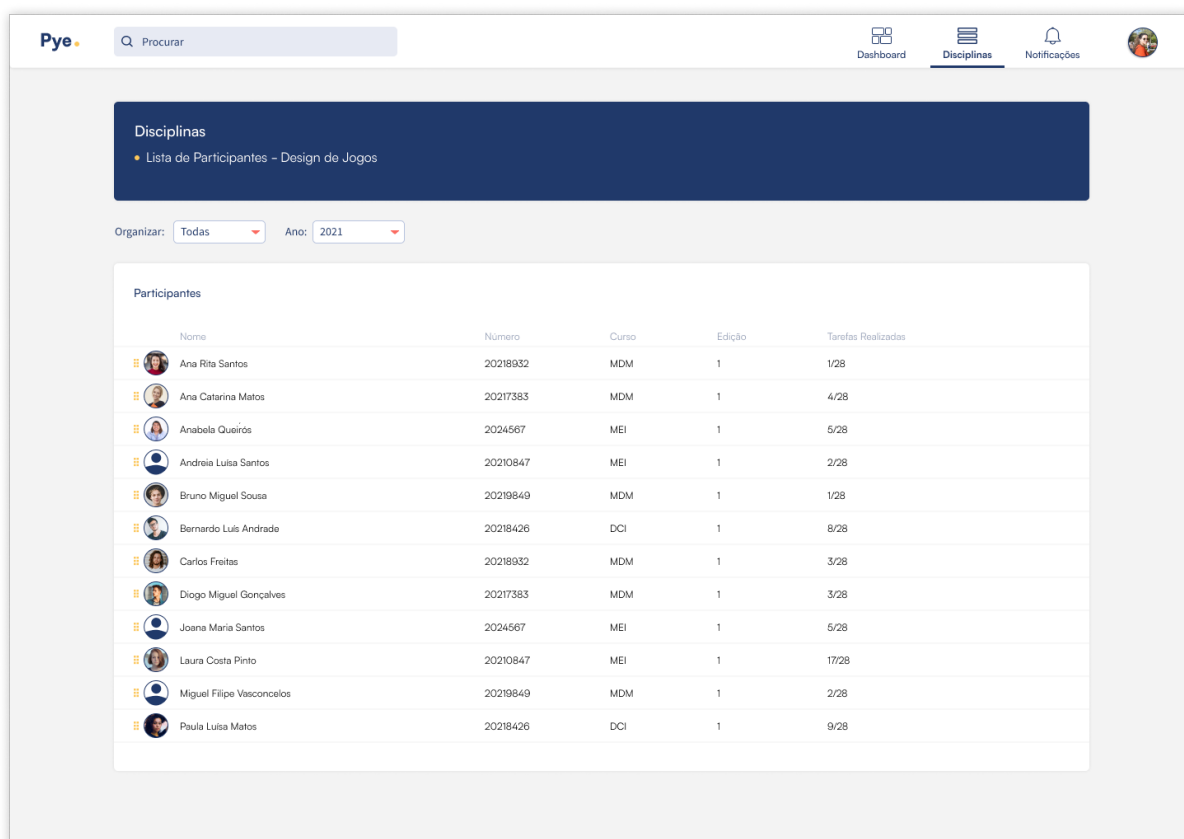 Pye.
Procurar
Dashboard
Disciplinas
Notificações
Disciplinas
Lista de Participantes - Design de Jogos
Organizar: Todas Ano: 2021
Participantes
Nome Número Curso Edição Tarefas Realizadas
Ana Rita Santos 20218932 MDM 1 1/28
Ana Catarina Matos 20217383 MDM 1 4/28
Anabela Queirós 2024567 MEI 1 5/28
Andreia Luísa Santos 20210847 MEI 1 2/28
Bruno Miguel Sousa 20219849 MDM 1 1/28
Bernardo Luís Andrade 20218426 DCI 1 8/28
Carlos Freitas 20218932 MDM 1 3/28
Diogo Miguel Gonçalves 20217383 MDM 1 3/28
Joana Maria Santos 2024567 MEI 1 5/28
Laura Costa Pinto 20210847 MEI 1 17/28
Miguel Filipe Vasconcelos 20219849 MDM 1 2/28
Paula Luísa Matos 20218426 DCI 1 9/28